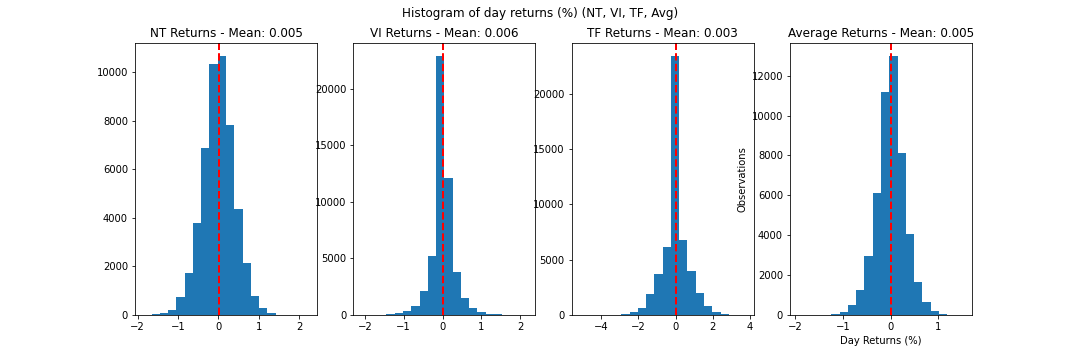 Histogram of day returns (%) (NT, VI, TF, Avg)
NT Returns - Mean: 0.005
10000
8000
6000
4000
2000
0
−2 −1 0 1 2
VI Returns - Mean: 0.006
20000
15000
10000
5000
0
−2 −1 0 1 2
TF Returns - Mean: 0.003
20000
15000
10000
5000
0
−4 −2 0 2 4
Average Returns - Mean: 0.005
Observations
12000
10000
8000
6000
4000
2000
0
−2 −1 0 1
Day Returns (%)